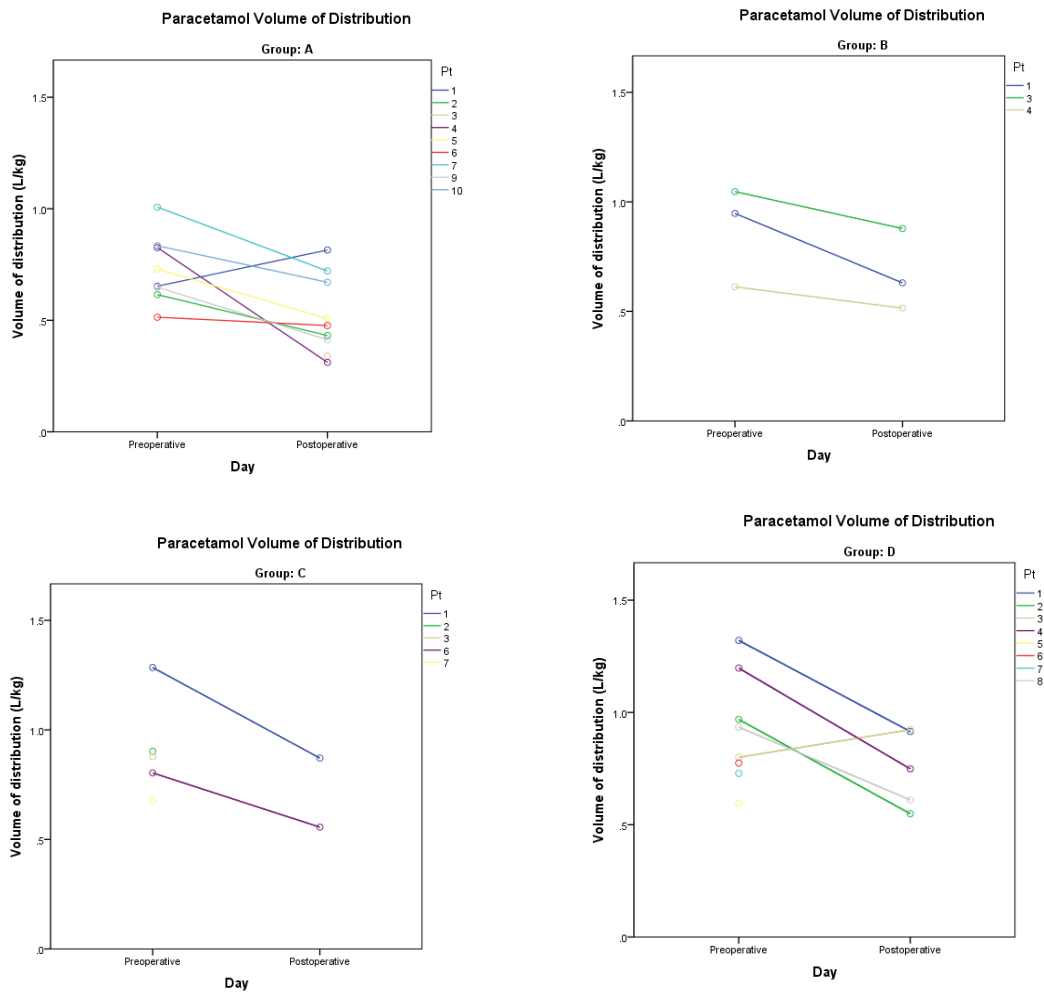 Paracetamol Volume of Distribution
Group: A
Pt
1
2
3
4
5
6
7
9
10
1.5
1.0
.5
.0
Volume of distribution (L/kg)
Preoperative
Postoperative
Day
Paracetamol Volume of Distribution
Group: B
Pt
1
3
4
1.5
1.0
.5
.0
Volume of distribution (L/kg)
Preoperative
Postoperative
Day
Paracetamol Volume of Distribution
Group: C
Pt
1
2
3
6
7
1.5
1.0
.5
.0
Volume of distribution (L/kg)
Preoperative
Postoperative
Day
Paracetamol Volume of Distribution
Group: D
Pt
1
2
3
4
5
6
7
8
1.5
1.0
.5
.0
Volume of distribution (L/kg)
Preoperative
Postoperative
Day